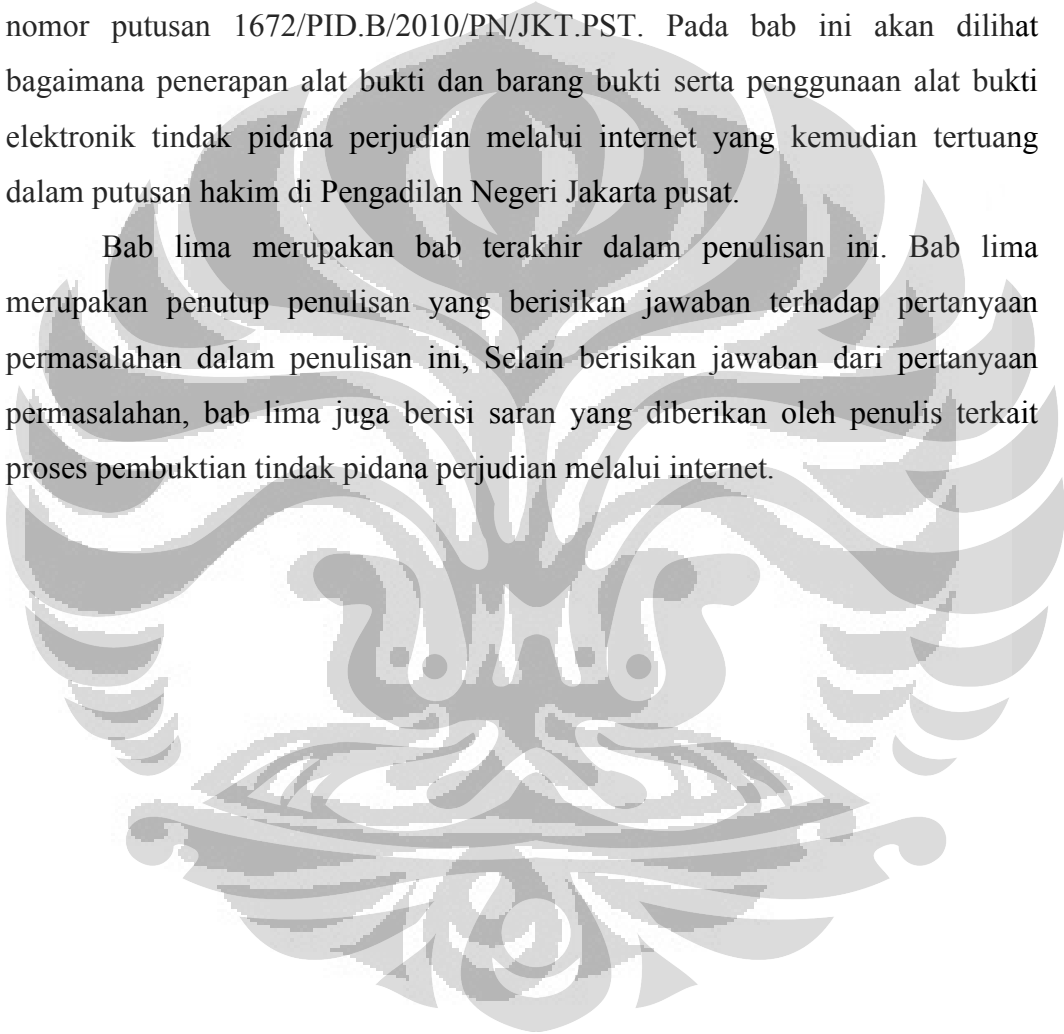 nomor putusan 1672/PID.B/2010/PN/JKT.PST. Pada bab ini akan dilihat
bagaimana penerapan alat bukti dan barang bukti serta penggunaan alat bukti
elektronik tindak pidana perjudian melalui internet yang kemudian tertuang
dalam putusan hakim di Pengadilan Negeri Jakarta pusat.
Bab lima merupakan bab terakhir dalam penulisan ini. Bab lima
merupakan penutup penulisan yang berisikan jawaban terhadap pertanyaan
permasalahan dalam penulisan ini, Selain berisikan jawaban dari pertanyaan
permasalahan, bab lima juga berisi saran yang diberikan oleh penulis terkait
proses pembuktian tindak pidana perjudian melalui internet.